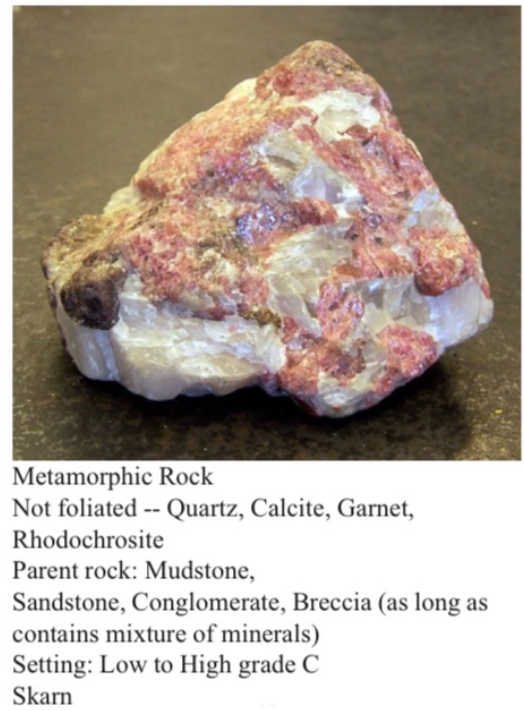 Metamorphic Rock
Not foliated -- Quartz, Calcite, Garnet,
Rhodochrosite
Parent rock: Mudstone,
Sandstone, Conglomerate, Breccia (as long as
contains mixture of minerals)
Setting: Low to High grade C
Skarn